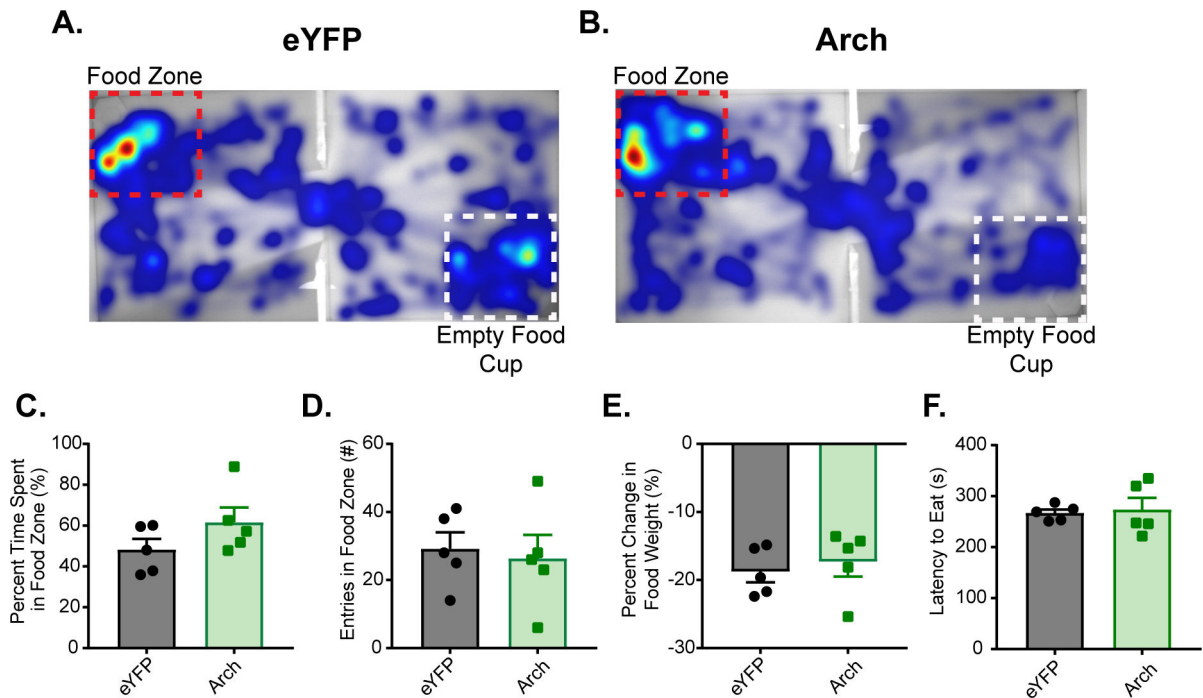 A.
eYFP
Food Zone
Empty Food
Cup
B.
Arch
Food Zone
Empty Food
Cup
C.
Percent Time Spent
in Food Zone (%)
100
80
60
40
20
0
eYFP
Arch
D.
Entries in Food Zone (#)
60
40
20
0
eYFP
Arch
E.
Percent Change in
Food Weight (%)
0
-10
-20
-30
eYFP
Arch
F.
Latency to Eat (s)
400
300
200
100
0
eYFP
Arch